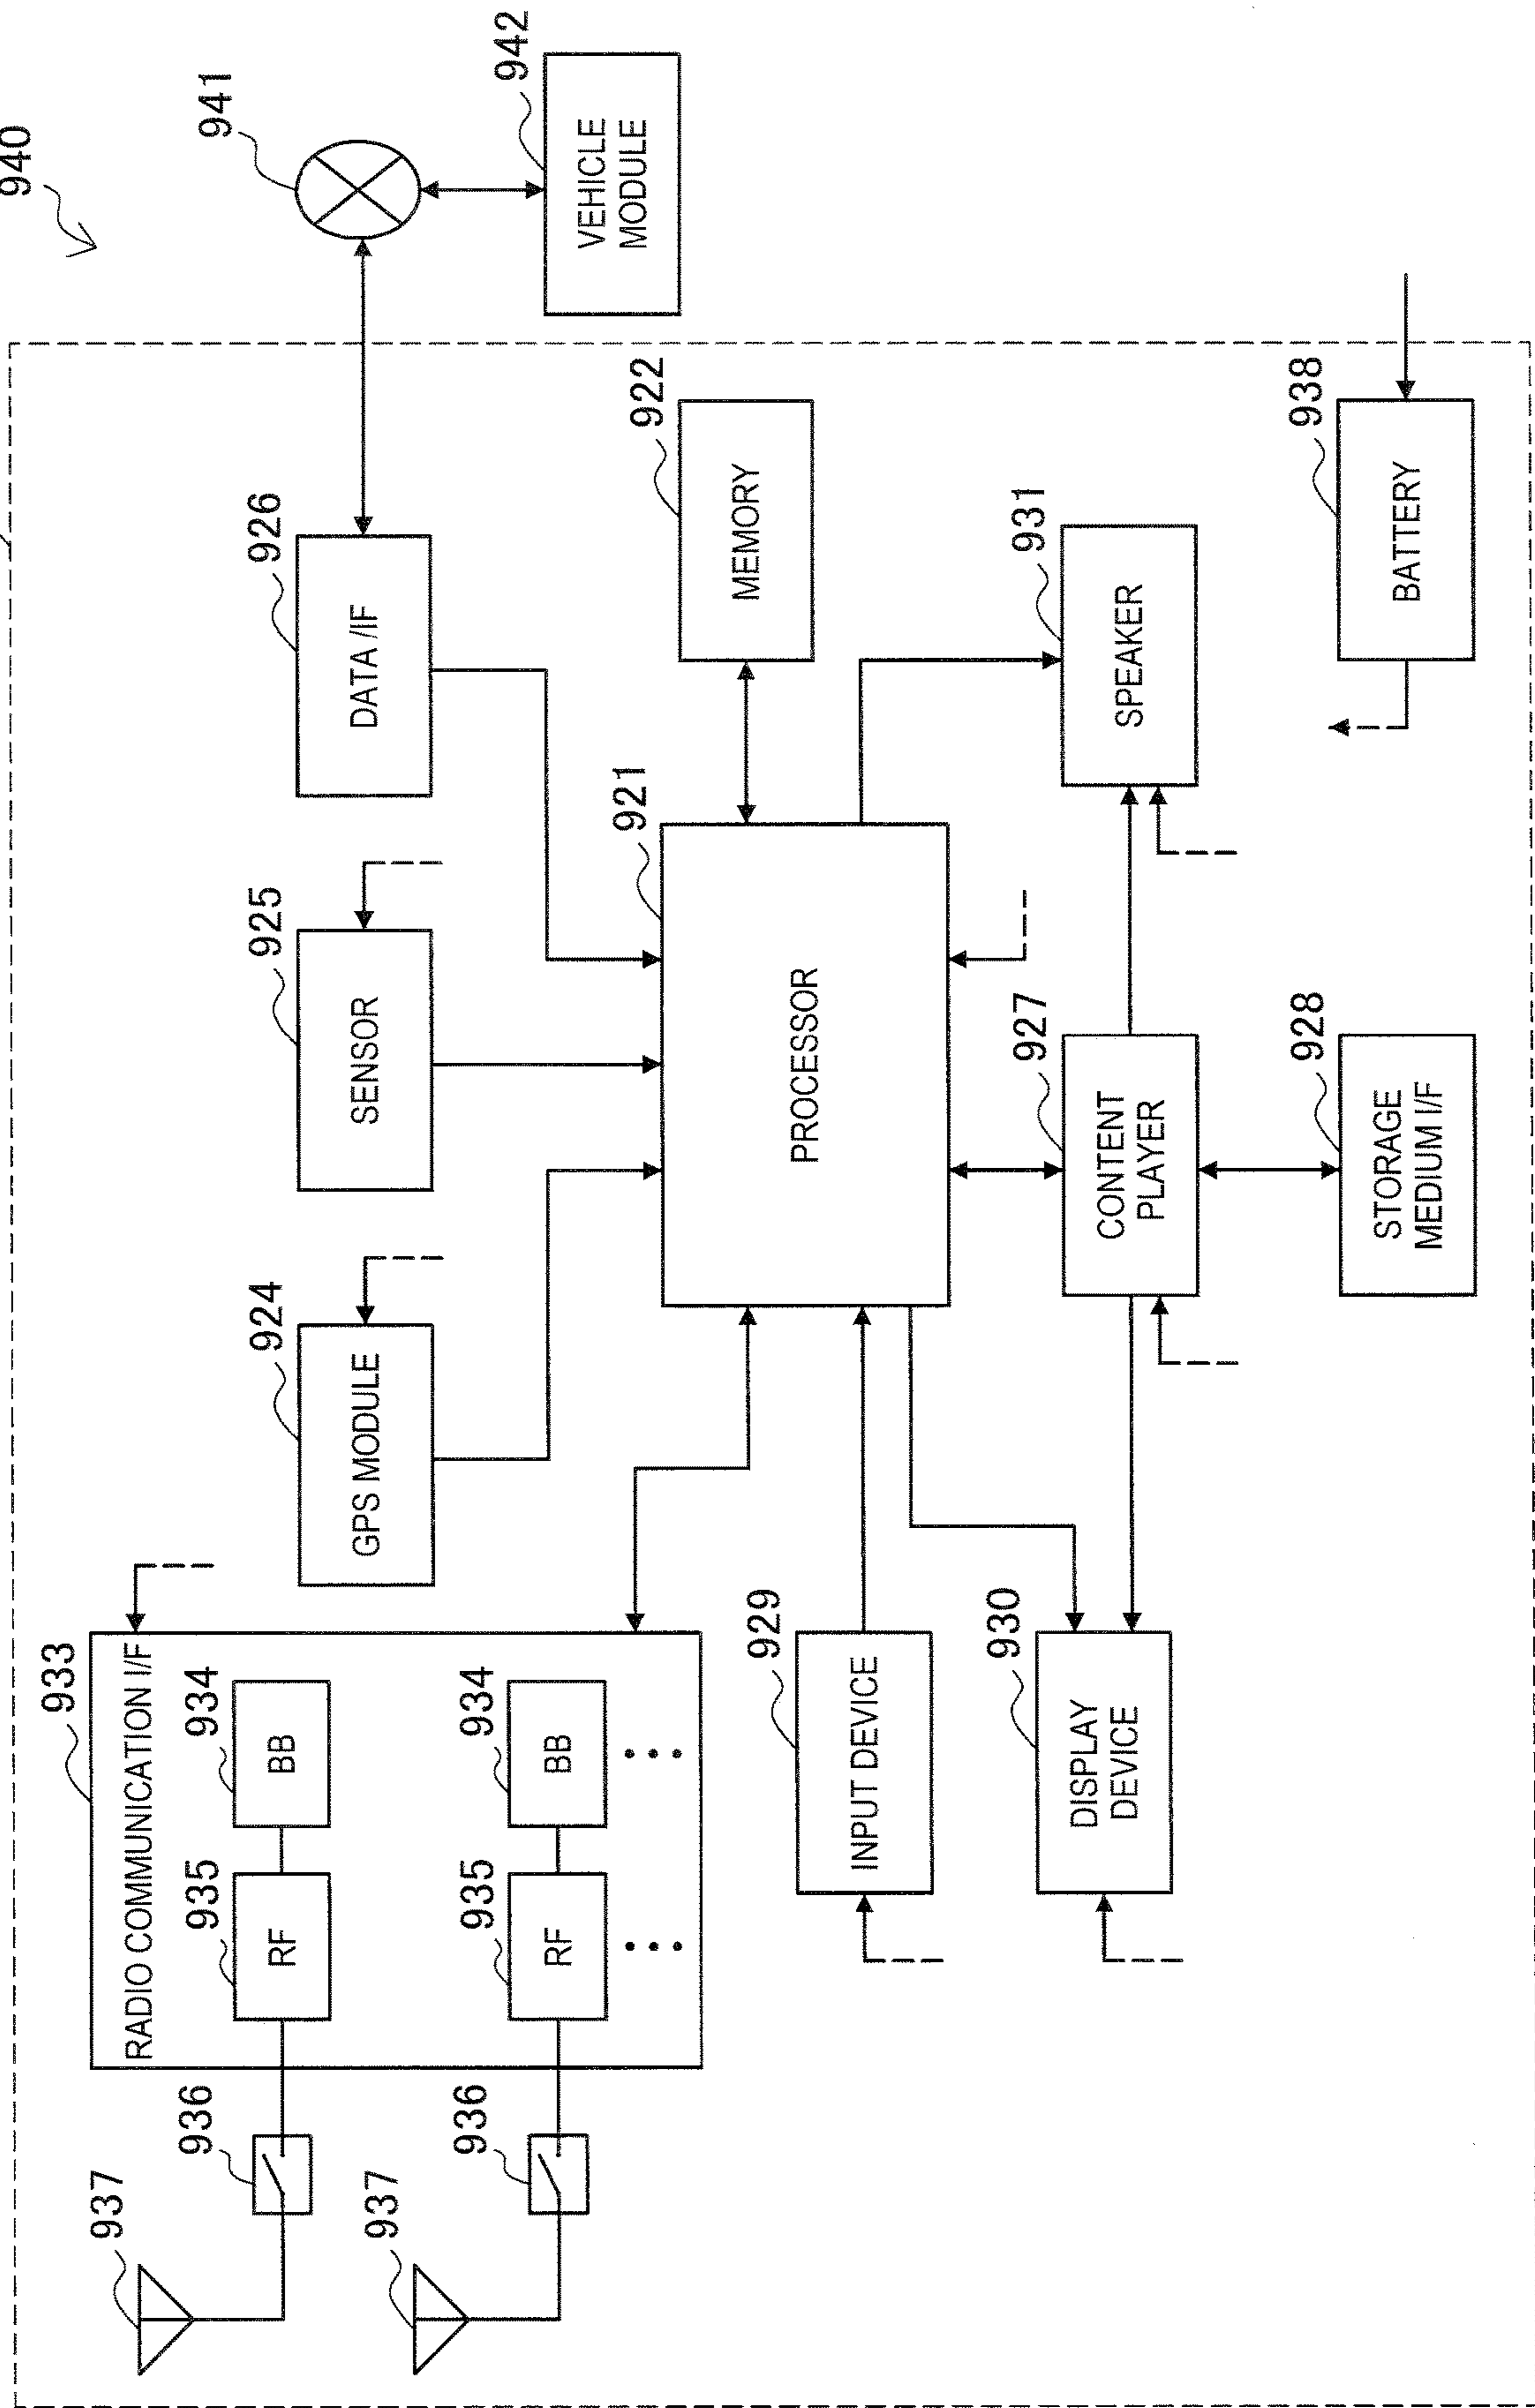 940
941
942
VEHICLE
MODULE
937
936
933
RADIO COMMUNICATION I/F
935
RF
934
BB
937
936
935
RF
934
BB
924
GPS MODULE
925
SENSOR
926
DATA /IF
921
PROCESSOR
922
MEMORY
929
INPUT DEVICE
930
DISPLAY
DEVICE
927
CONTENT
PLAYER
931
SPEAKER
928
STORAGE
MEDIUM I/F
938
BATTERY